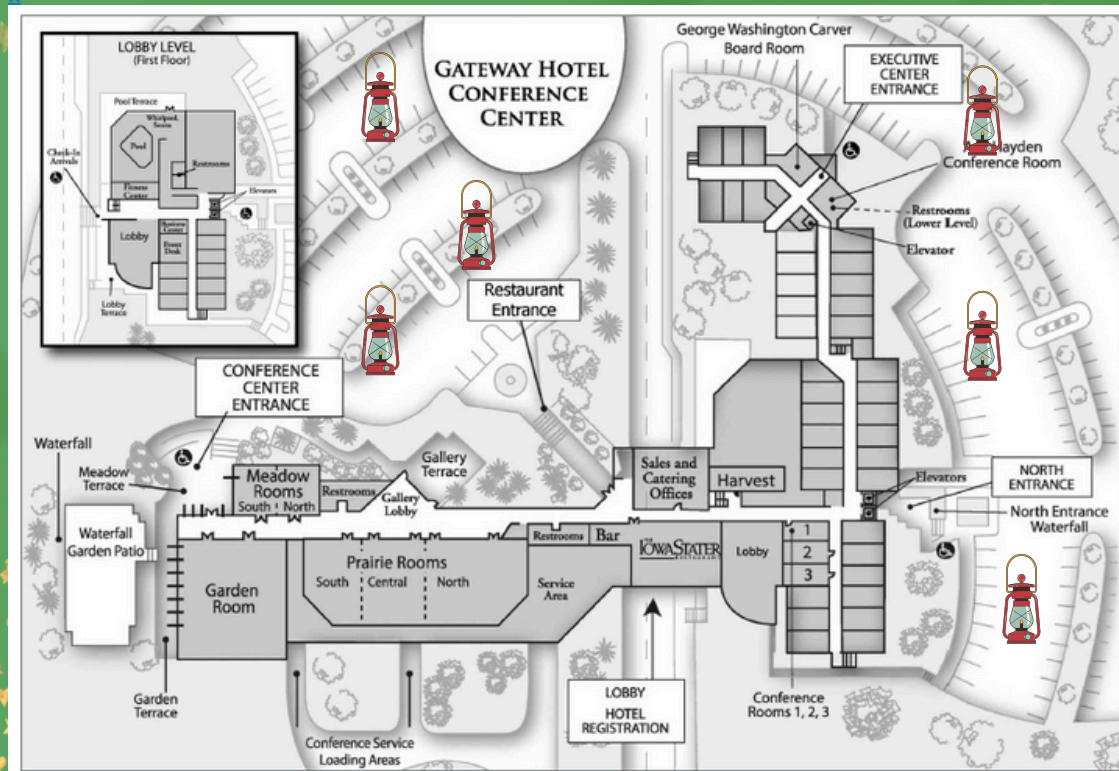 LOBBY LEVEL
(First Floor)
Pool Terrace
Whirlpool,
Sauna
Pool
Check-In
Arrivals
Restrooms
Fitness
Center
Elevators
Business
Center
Lobby
Front
Desk
Lobby
Terrace
GATEWAY HOTEL
CONFERENCE
CENTER
George Washington Carver
Board Room
EXECUTIVE
CENTER
ENTRANCE
Hayden
Conference Room
Restrooms
(Lower Level)
Elevator
Restaurant
Entrance
CONFERENCE
CENTER
ENTRANCE
Waterfall
Meadow
Terrace
Meadow
Rooms
South North
Restrooms
Gallery
Lobby
Gallery
Terrace
Sales and
Catering
Offices
Harvest
Elevators
NORTH
ENTRANCE
North Entrance
Waterfall
Waterfall
Garden Patio
Garden
Room
Prairie Rooms
South
Central
North
Restrooms
Bar
Service
Area
THE
IOWASTATER
RESTAURANT
Lobby
1
2
3
Garden
Terrace
Conference Service
Loading Areas
LOBBY
HOTEL
REGISTRATION
Conference
Rooms 1, 2, 3